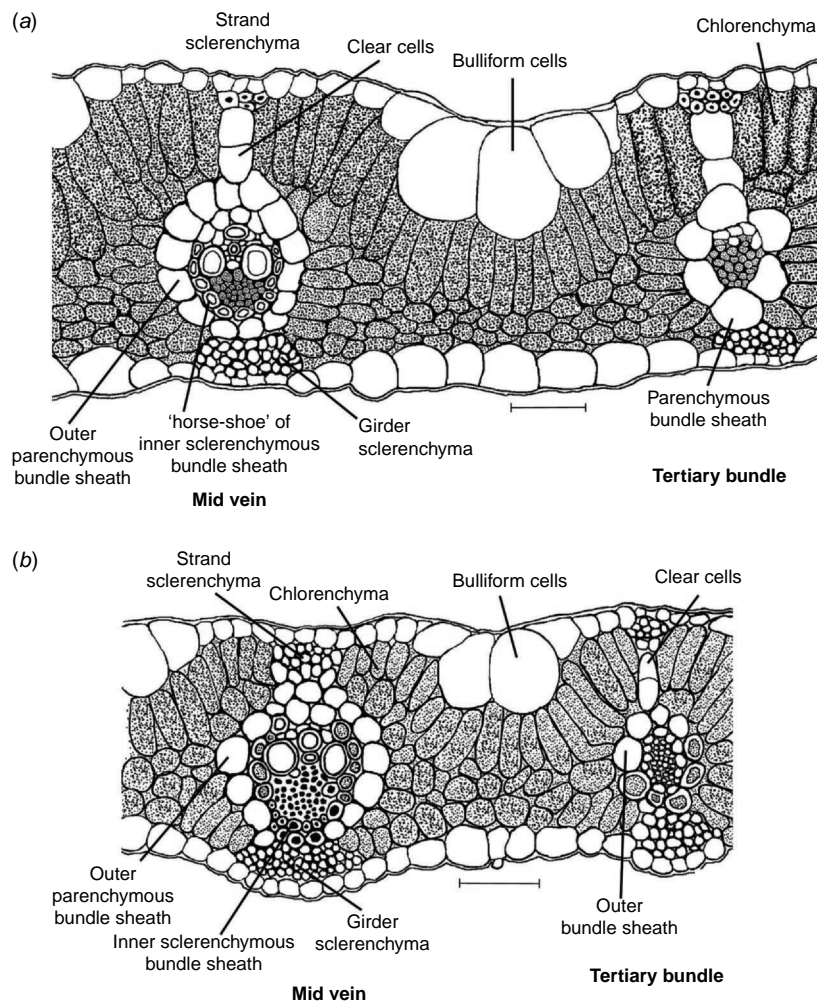 (a)
Strand
sclerenchyma
Clear cells
Bulliform cells
Chlorenchyma
Outer
parenchymous
bundle sheath
'horse-shoe' of
inner sclerenchymous
bundle sheath
Girder
sclerenchyma
Parenchymous
bundle sheath
Mid vein
Tertiary bundle
(b)
Strand
sclerenchyma
Chlorenchyma
Bulliform cells
Clear cells
Outer
parenchymous
bundle sheath
Inner sclerenchymous
bundle sheath
Girder
sclerenchyma
Outer
bundle sheath
Mid vein
Tertiary bundle